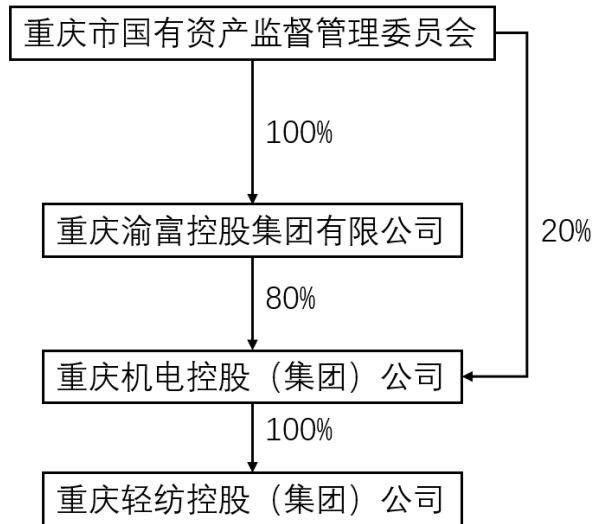 重庆市国有资产监督管理委员会
100%
重庆渝富控股集团有限公司
20%
80%
重庆机电控股（集团）公司
100%
重庆轻纺控股（集团）公司